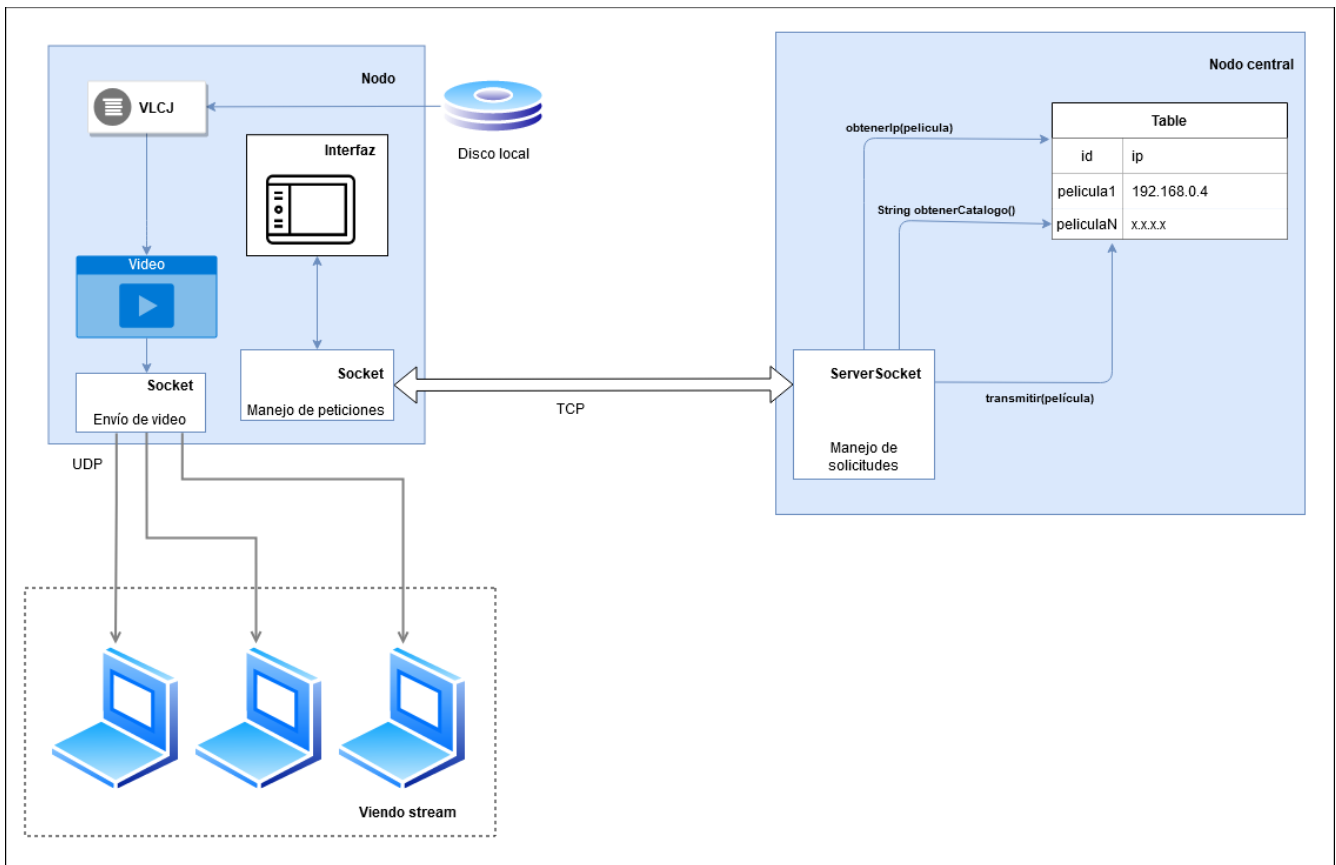 Nodo
VLCJ
Interfaz
Disco local
Video
Socket
Envío de video
Socket
Manejo de peticiones
UDP
TCP
Viendo stream
Nodo central
obtenerIp(pelicula)
String obtenerCatalogo()
Table
id ip
pelicula1 192.168.0.4
peliculaN x.x.x.x
ServerSocket
Manejo de
solicitudes
transmitir(película)